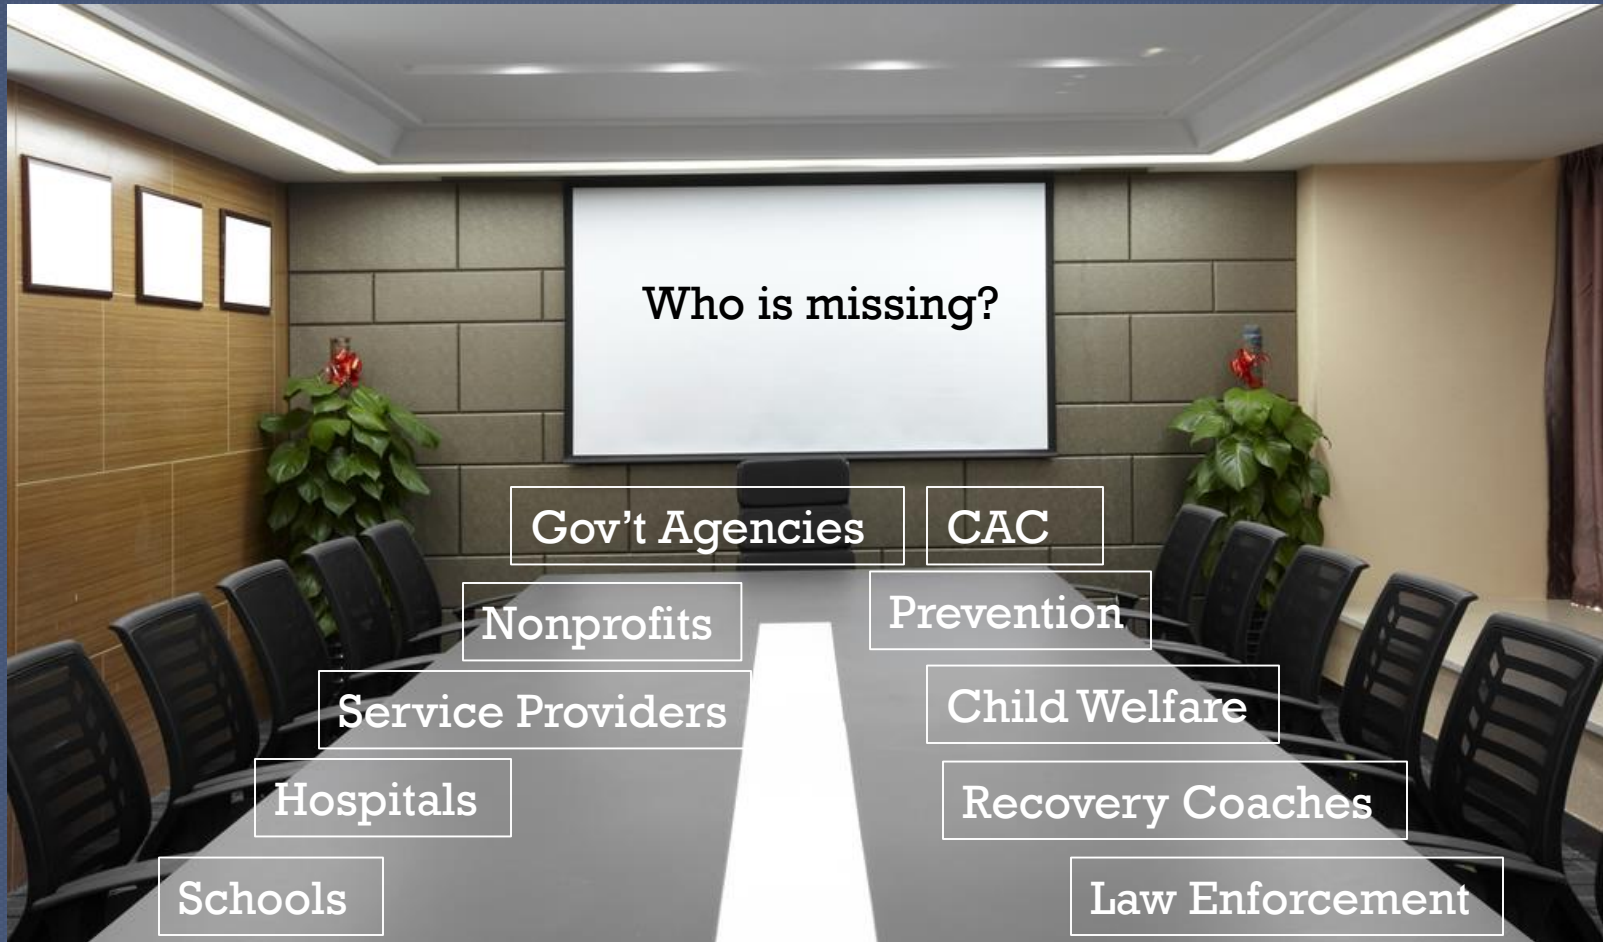 Who is missing?
Gov’t Agencies
CAC
Nonprofits
Prevention
Service Providers
Child Welfare
Hospitals
Recovery Coaches
Schools
Law Enforcement